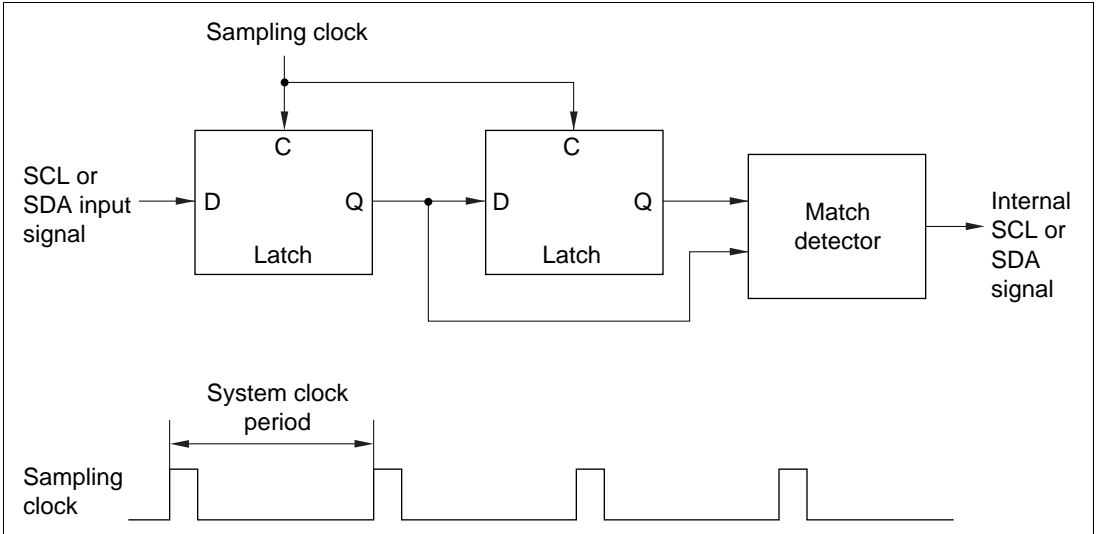 Sampling clock
C
C
SCL or
SDA input
signal
D
Q
D
Q
Latch
Latch
Match
detector
Internal
SCL or
SDA
signal
System clock
period
Sampling
clock